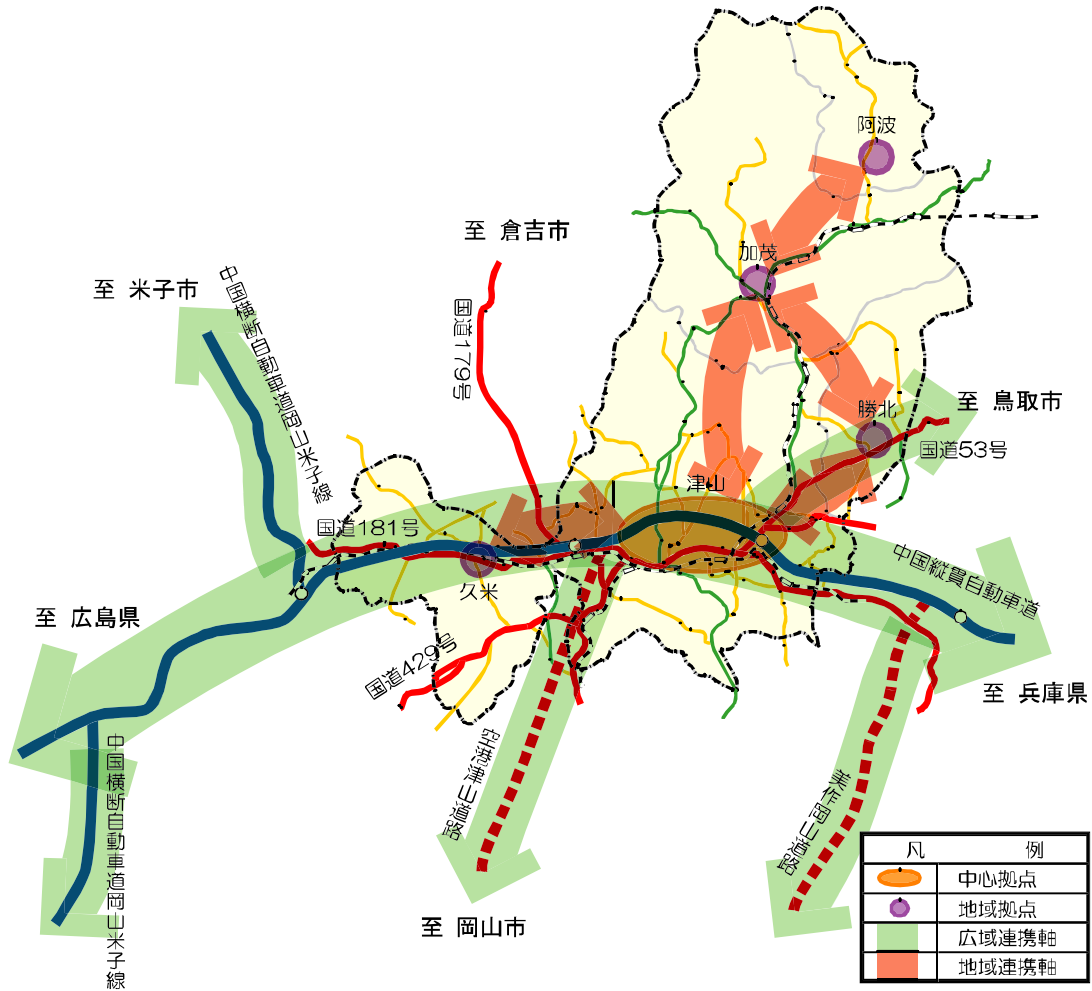 阿波
至 倉吉市
加茂
至 米子市
中国横断自動車道岡山米子線
国道179号
至 鳥取市
勝北
国道53号
津山
国道181号
中国縦貫自動車道
久米
至 広島県
国道429号
至 兵庫県
空港津山道路
中国横断自動車道岡山米子線
美作岡山道路
至 岡山市
凡 例
中心拠点
地域拠点
広域連携軸
地域連携軸